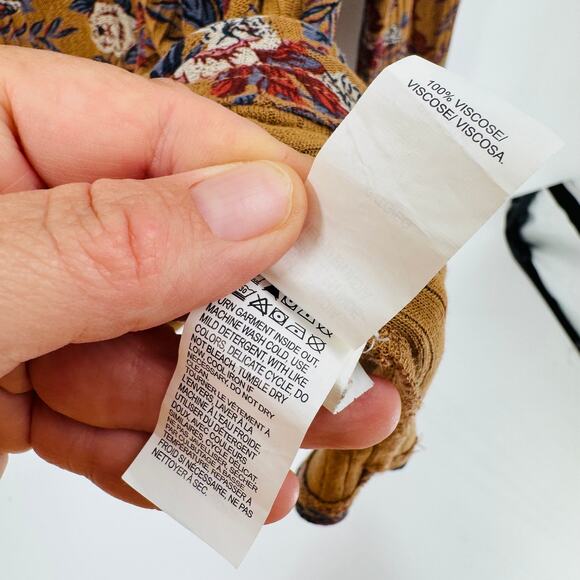 100% VISCOSE/
VISCOSE/ VISCOSA.
30
TURN GARMENT INSIDE OUT.
MACHINE WASH COLD. USE
MILD DETERGENT, WITH LIKE
COLORS, DELICATE CYCLE. DO
NOT BLEACH, TUMBLE DRY
LOW, COOL IRON IF
NECESSARY, DO NOT DRY
TOURNER LE VÊTEMENT À
L'ENVERS, LAVER À LA
MACHINE À L'EAU FROIDE.
UTILISER DU DÉTERGENT
DOUX, AVEC COULEURS
PAREILLES, CYCLE DÉLICAT.
NE PAS JAVELLISER, SÉCHER
À TEMPÉRATURE BASSE,
REPASSER À
FROID SI NÉCESSAIRE, NE PAS
NETTOYER À SEC.